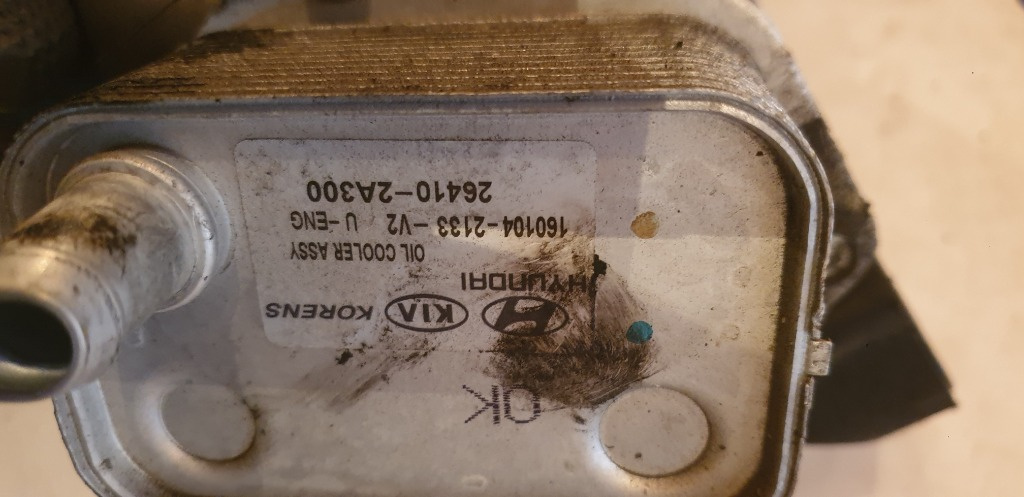 OK
KIA KORENS
HYUNDAI
OIL COOLER ASSY
160104-2133-V2 U-ENG
26410-2A300